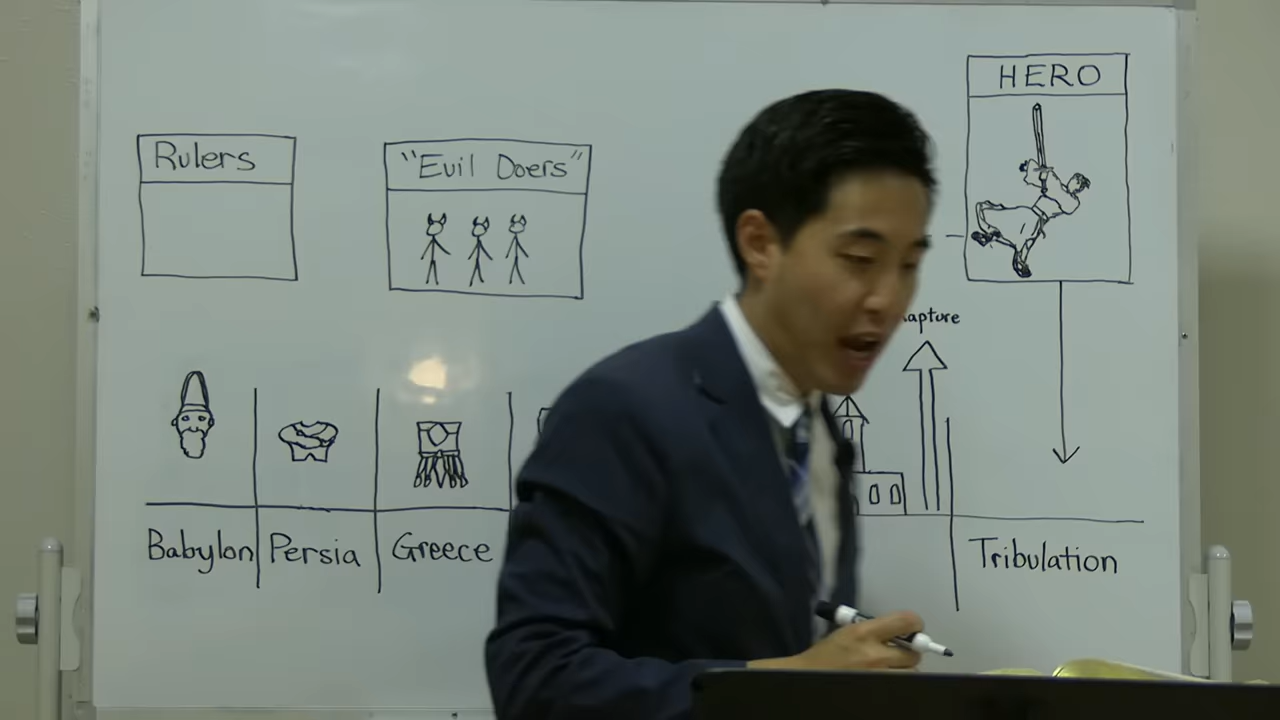 HERO
Rulers
"Evil Doers"
Babylon
Persia
Greece
Tribulation